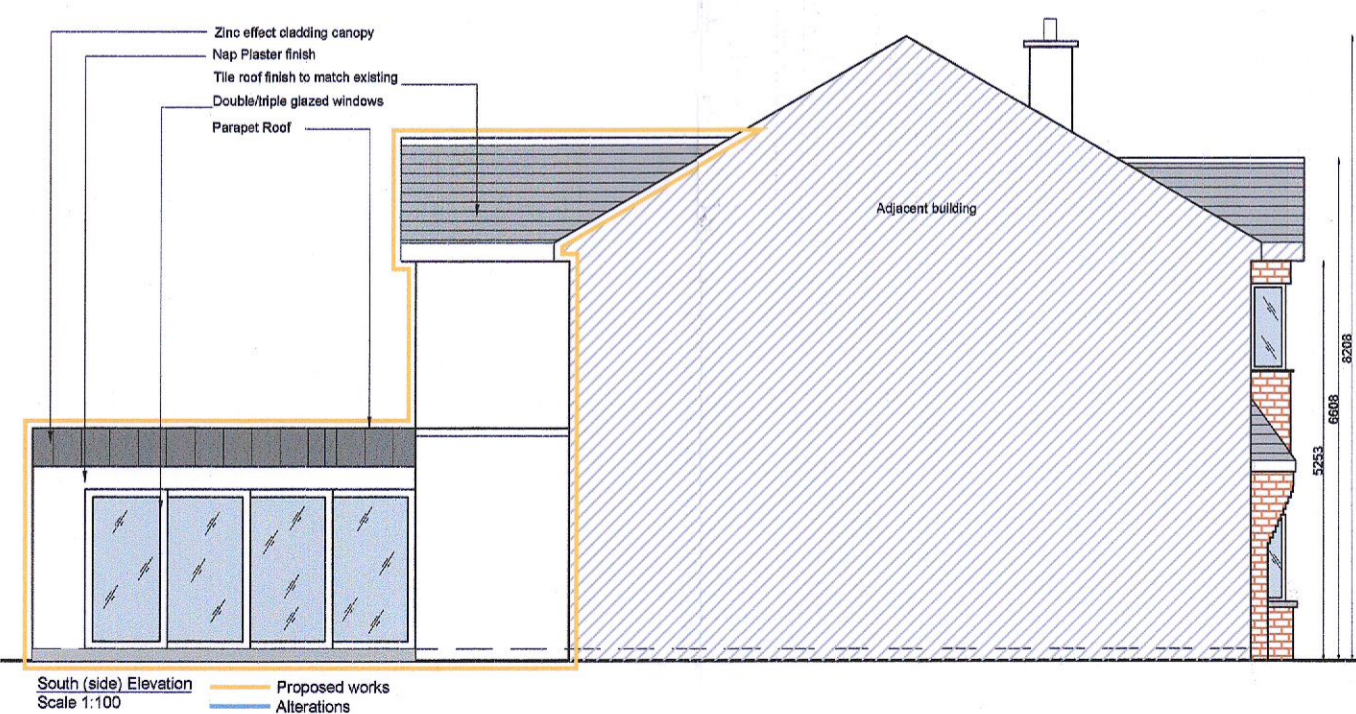 Zinc effect cladding canopy
Nap Plaster finish
Tile roof finish to match existing
Double/triple glazed windows
Parapet Roof
Adjacent building
5253
6608
8208
South (side) Elevation
Scale 1:100
Proposed works
Alterations